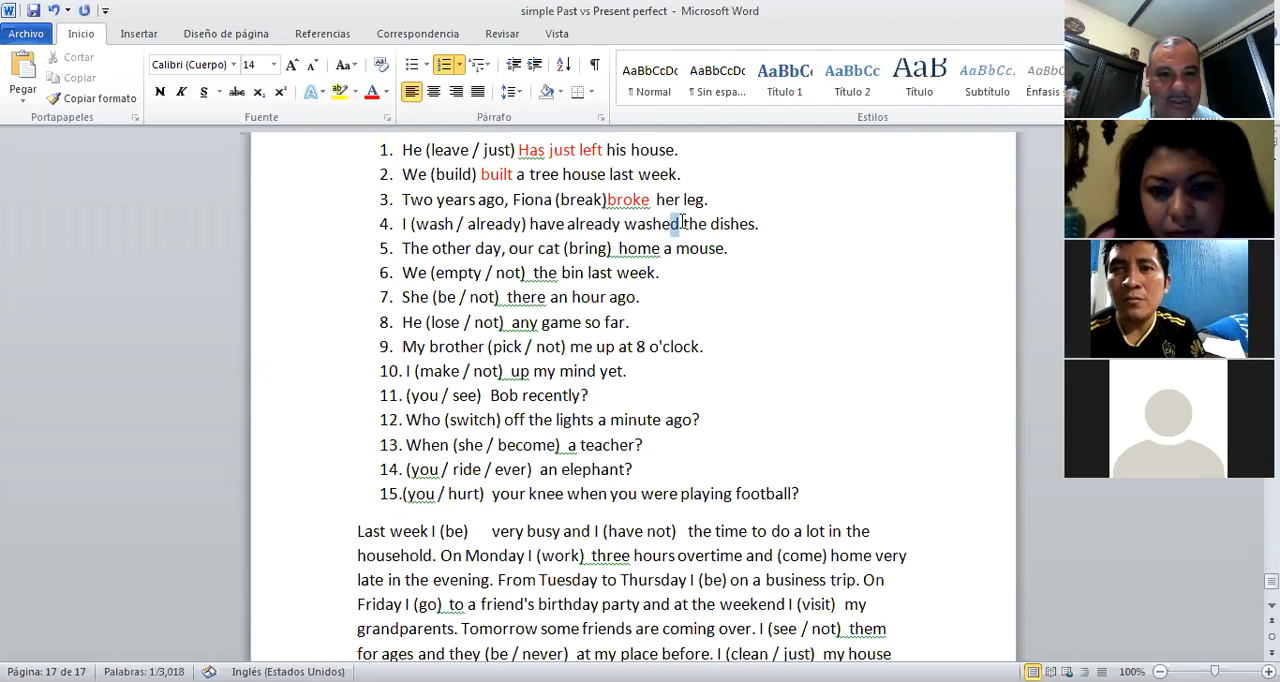 simple Past vs Present perfect - Microsoft Word
Archivo Inicio Insertar Diseño de página Referencias Correspondencia Revisar Vista
Cortar
Copiar
Copiar formato
Pegar
Portapapeles
Calibri (Cuerpo) 14
Fuente
Párrafo
AaBbCcDc AaBbCcDc AaBbC AaBbCc AaB AaBbCc. AaBbCcDc
¶ Normal ¶ Sin espa... Título 1 Título 2 Título Subtítulo Énfasis
Estilos
1. He (leave / just) Has just left his house.
2. We (build) built a tree house last week.
3. Two years ago, Fiona (break)broke her leg.
4. I (wash / already) have already washed the dishes.
5. The other day, our cat (bring) home a mouse.
6. We (empty / not) the bin last week.
7. She (be / not) there an hour ago.
8. He (lose / not) any game so far.
9. My brother (pick / not) me up at 8 o'clock.
10. I (make / not) up my mind yet.
11. (you / see) Bob recently?
12. Who (switch) off the lights a minute ago?
13. When (she / become) a teacher?
14. (you / ride / ever) an elephant?
15.(you / hurt) your knee when you were playing football?
Last week I (be) very busy and I (have not) the time to do a lot in the
household. On Monday I (work) three hours overtime and (come) home very
late in the evening. From Tuesday to Thursday I (be) on a business trip. On
Friday I (go) to a friend's birthday party and at the weekend I (visit) my
grandparents. Tomorrow some friends are coming over. I (see / not) them
for ages and they (be / never) at my place before. I (clean / just) my house
Página: 17 de 17 Palabras: 1/3,018 Inglés (Estados Unidos) 100%